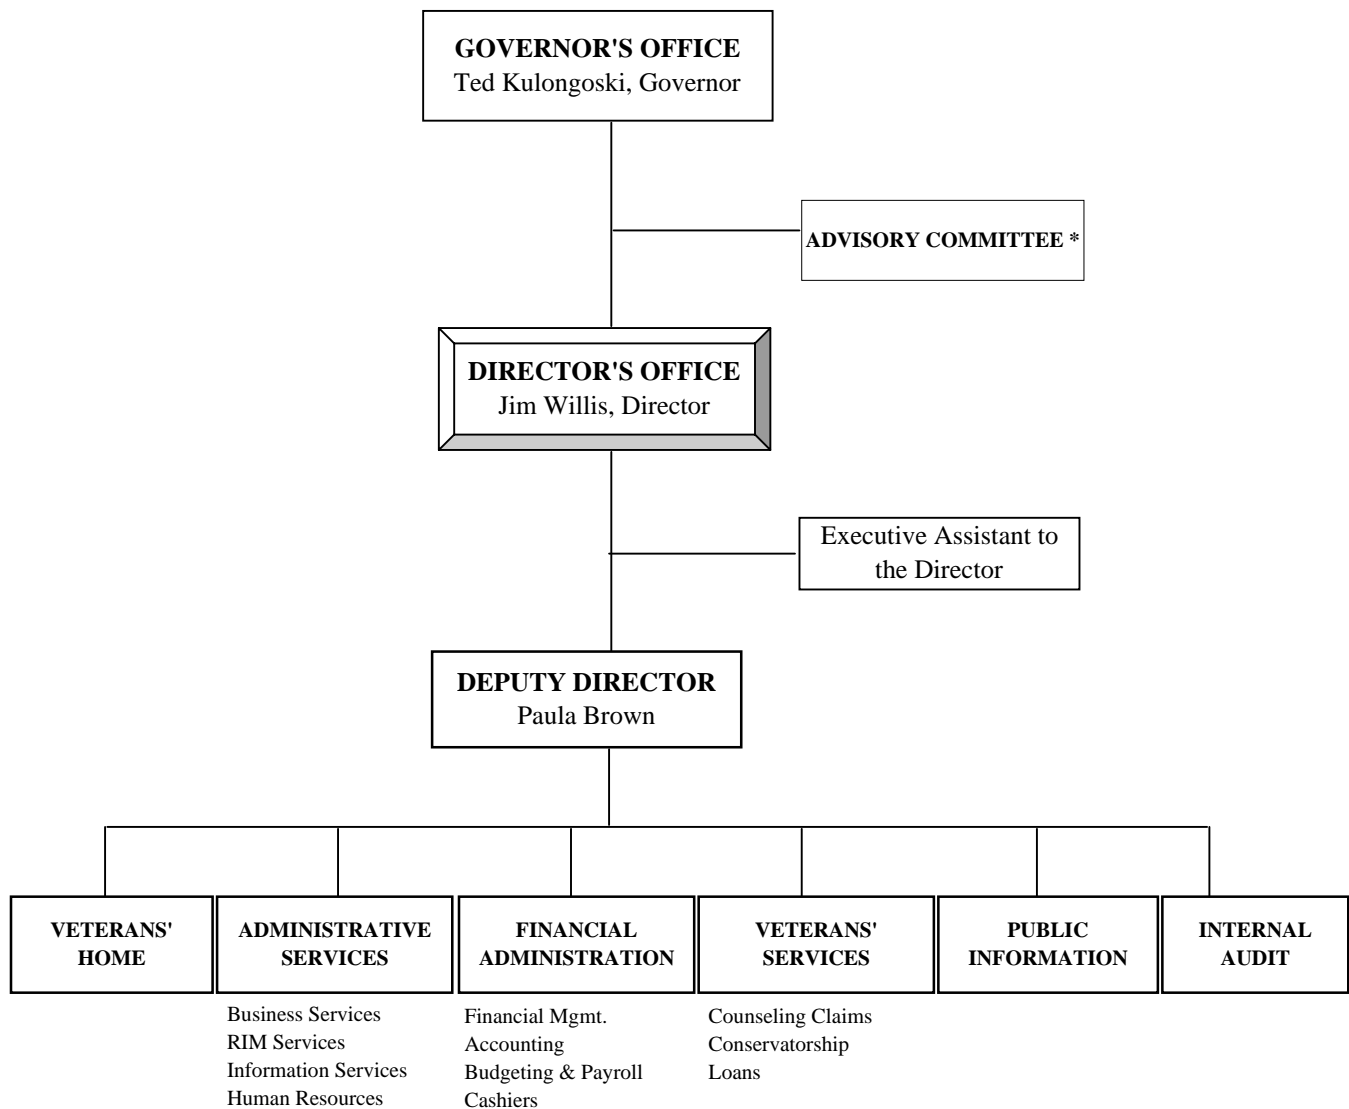 GOVERNOR'S OFFICE
Ted Kulongoski, Governor
ADVISORY COMMITTEE *
DIRECTOR'S OFFICE
Jim Willis, Director
Executive Assistant to
the Director
DEPUTY DIRECTOR
Paula Brown
VETERANS'
HOME
ADMINISTRATIVE
SERVICES
Business Services
RIM Services
Information Services
Human Resources
FINANCIAL
ADMINISTRATION
Financial Mgmt.
Accounting
Budgeting & Payroll
Cashiers
VETERANS'
SERVICES
Counseling Claims
Conservatorship
Loans
PUBLIC
INFORMATION
INTERNAL
AUDIT